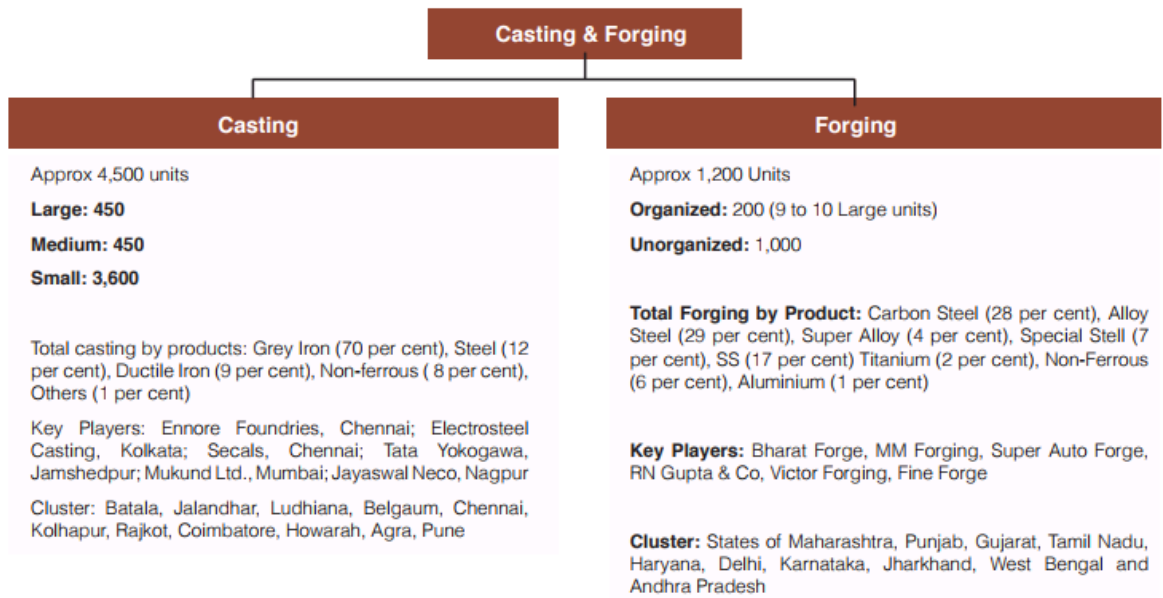 Casting & Forging
Casting
Approx 4,500 units
Large: 450
Medium: 450
Small: 3,600
Total casting by products: Grey Iron (70 per cent), Steel (12
per cent), Ductile Iron (9 per cent), Non-ferrous ( 8 per cent),
Others (1 per cent)
Key Players: Ennore Foundries, Chennai; Electrosteel
Casting, Kolkata; Secals, Chennai; Tata Yokogawa,
Jamshedpur; Mukund Ltd., Mumbai; Jayaswal Neco, Nagpur
Cluster: Batala, Jalandhar, Ludhiana, Belgaum, Chennai,
Kolhapur, Rajkot, Coimbatore, Howarah, Agra, Pune
Forging
Approx 1,200 Units
Organized: 200 (9 to 10 Large units)
Unorganized: 1,000
Total Forging by Product: Carbon Steel (28 per cent), Alloy
Steel (29 per cent), Super Alloy (4 per cent), Special Stell (7
per cent), SS (17 per cent) Titanium (2 per cent), Non-Ferrous
(6 per cent), Aluminium (1 per cent)
Key Players: Bharat Forge, MM Forging, Super Auto Forge,
RN Gupta & Co, Victor Forging, Fine Forge
Cluster: States of Maharashtra, Punjab, Gujarat, Tamil Nadu,
Haryana, Delhi, Karnataka, Jharkhand, West Bengal and
Andhra Pradesh